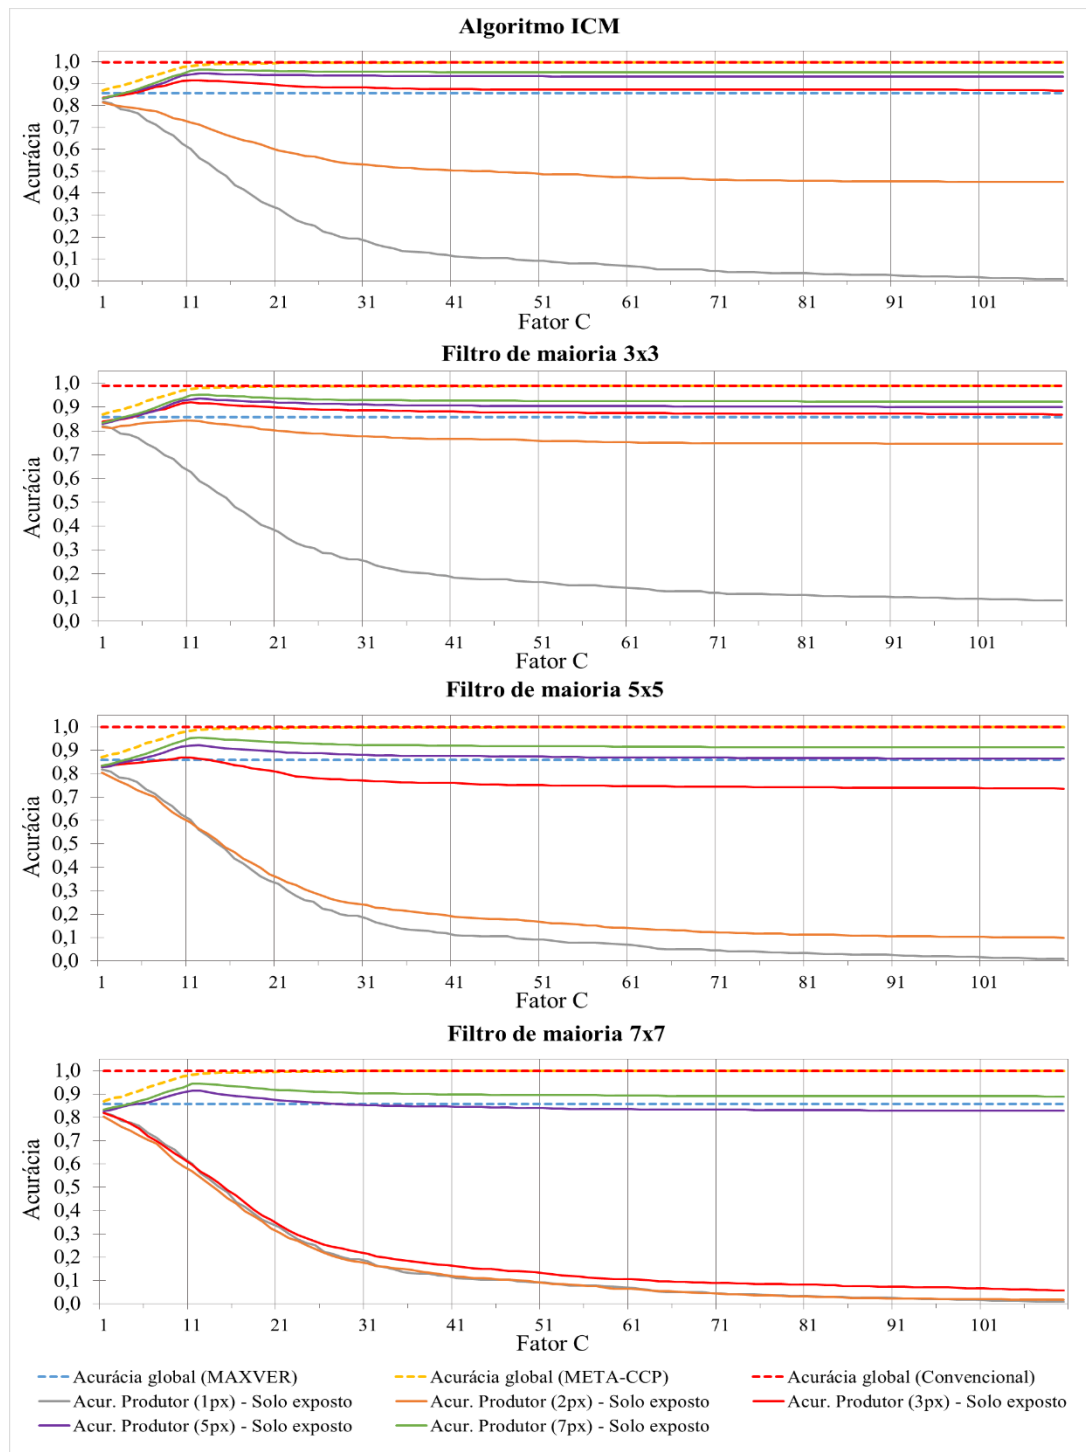 Algoritmo ICM
1,0
0,9
0,8
0,7
0,6
0,5
0,4
0,3
0,2
0,1
0,0
Acurácia
1 11 21 31 41 51 61 71 81 91 101
Fator C
Filtro de maioria 3x3
1,0
0,9
0,8
0,7
0,6
0,5
0,4
0,3
0,2
0,1
0,0
Acurácia
1 11 21 31 41 51 61 71 81 91 101
Fator C
Filtro de maioria 5x5
1,0
0,9
0,8
0,7
0,6
0,5
0,4
0,3
0,2
0,1
0,0
Acurácia
1 11 21 31 41 51 61 71 81 91 101
Fator C
Filtro de maioria 7x7
1,0
0,9
0,8
0,7
0,6
0,5
0,4
0,3
0,2
0,1
0,0
Acurácia
1 11 21 31 41 51 61 71 81 91 101
Fator C
Acurácia global (MAXVER) Acurácia global (META-CCP) Acurácia global (Convencional)
Acur. Produtor (1px) - Solo exposto Acur. Produtor (2px) - Solo exposto Acur. Produtor (3px) - Solo exposto
Acur. Produtor (5px) - Solo exposto Acur. Produtor (7px) - Solo exposto